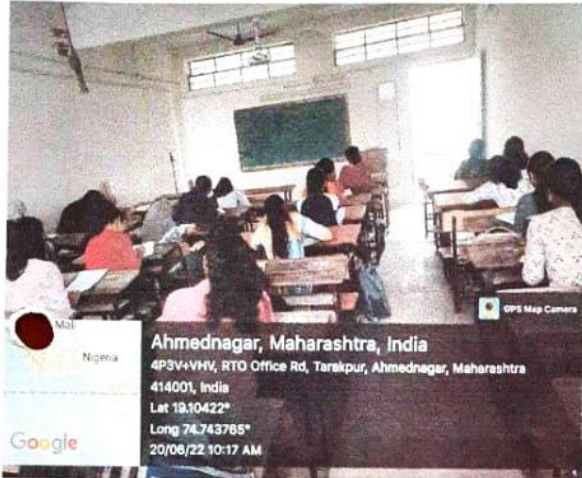 GPS Map Camera
Mali
Nigeria
Google
Ahmednagar, Maharashtra, India
4P3V+VHV, RTO Office Rd, Tarakpur, Ahmednagar, Maharashtra
414001, India
Lat 19.10422°
Long 74.743765°
20/06/22 10:17 AM